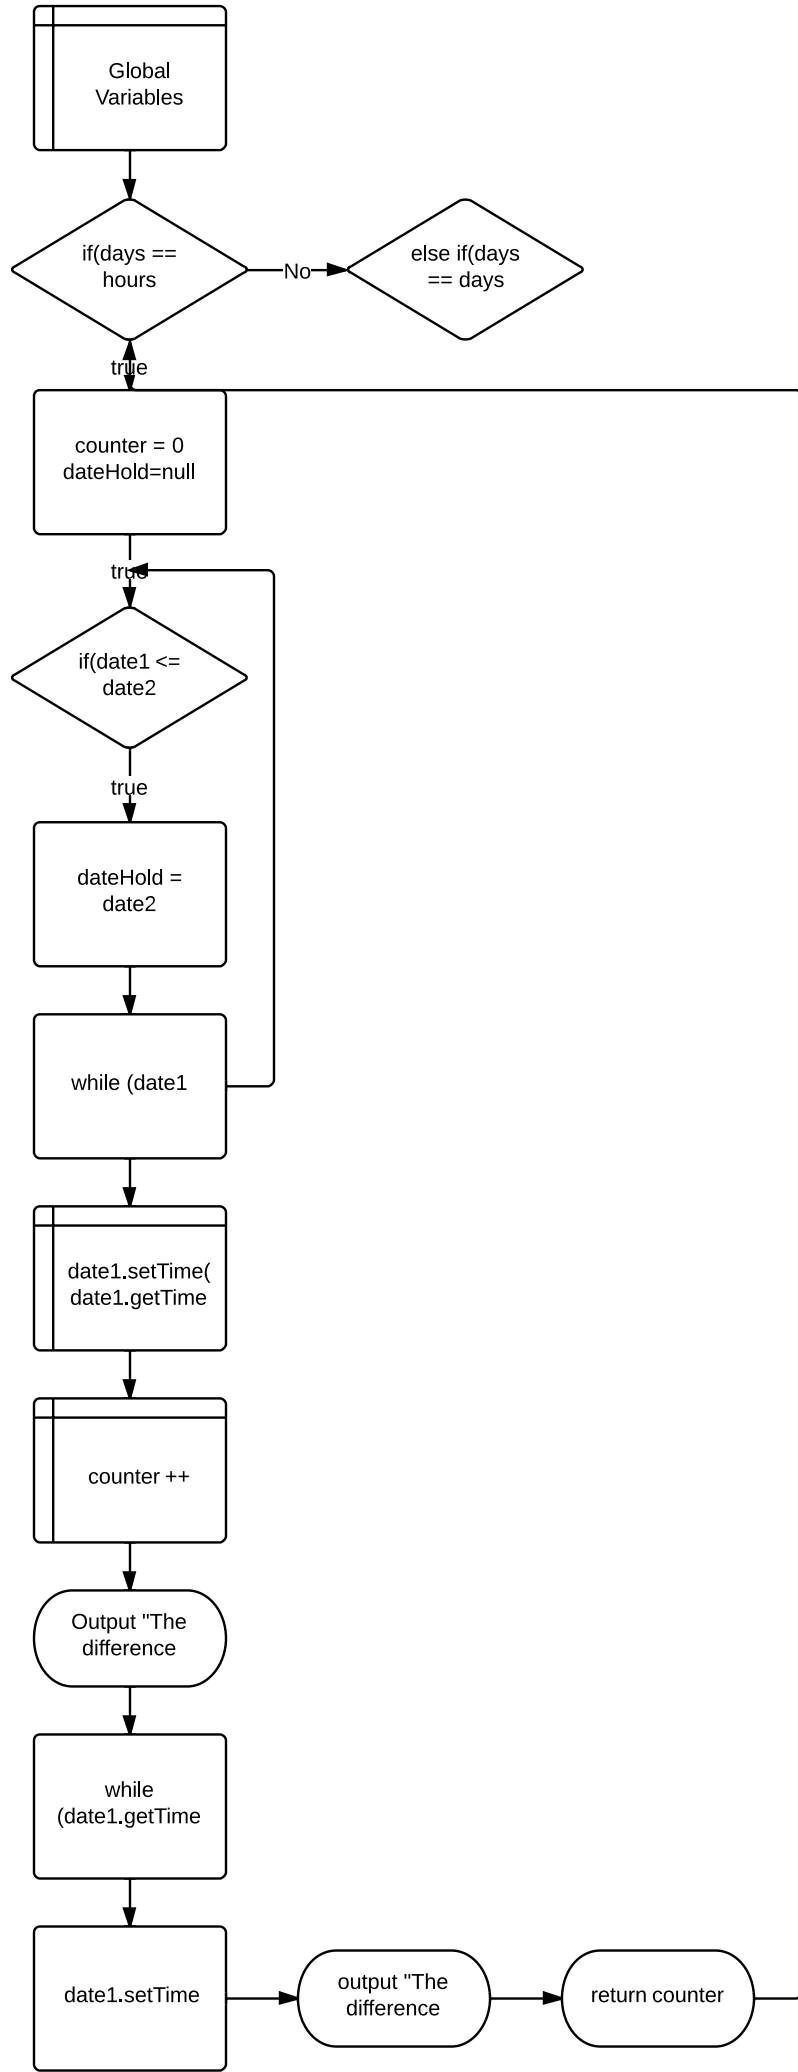 Global
Variables
if(days ==
hours
No
else if(days
== days
true
counter = 0
dateHold=null
true
if(date1 <=
date2
true
dateHold =
date2
while (date1
date1.setTime(
date1.getTime
counter ++
Output "The
difference
while
(date1.getTime
date1.setTime
output "The
difference
return counter